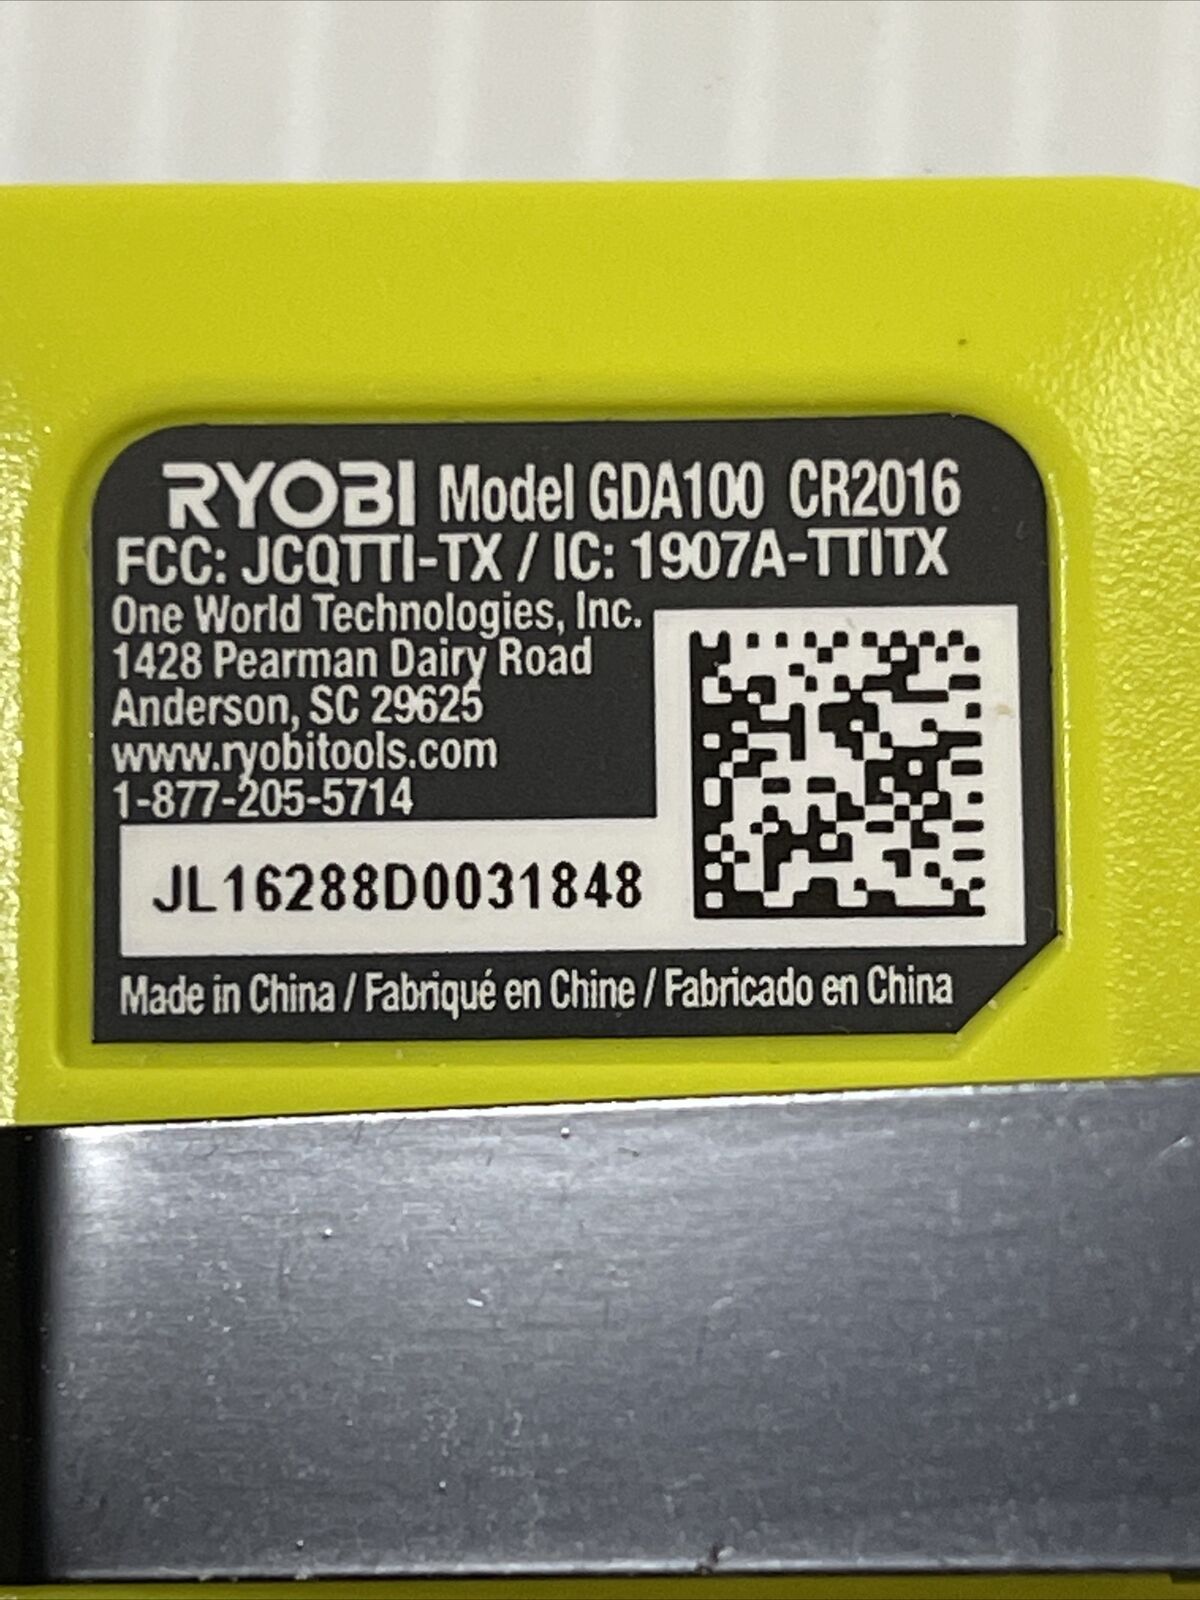 RYOBI Model GDA100 CR2016
FCC: JCQTTI-TX / IC: 1907A-TTITX
One World Technologies, Inc.
1428 Pearman Dairy Road
Anderson, SC 29625
www.ryobitools.com
1-877-205-5714
JL16288D0031848
Made in China / Fabriqué en Chine / Fabricado en China